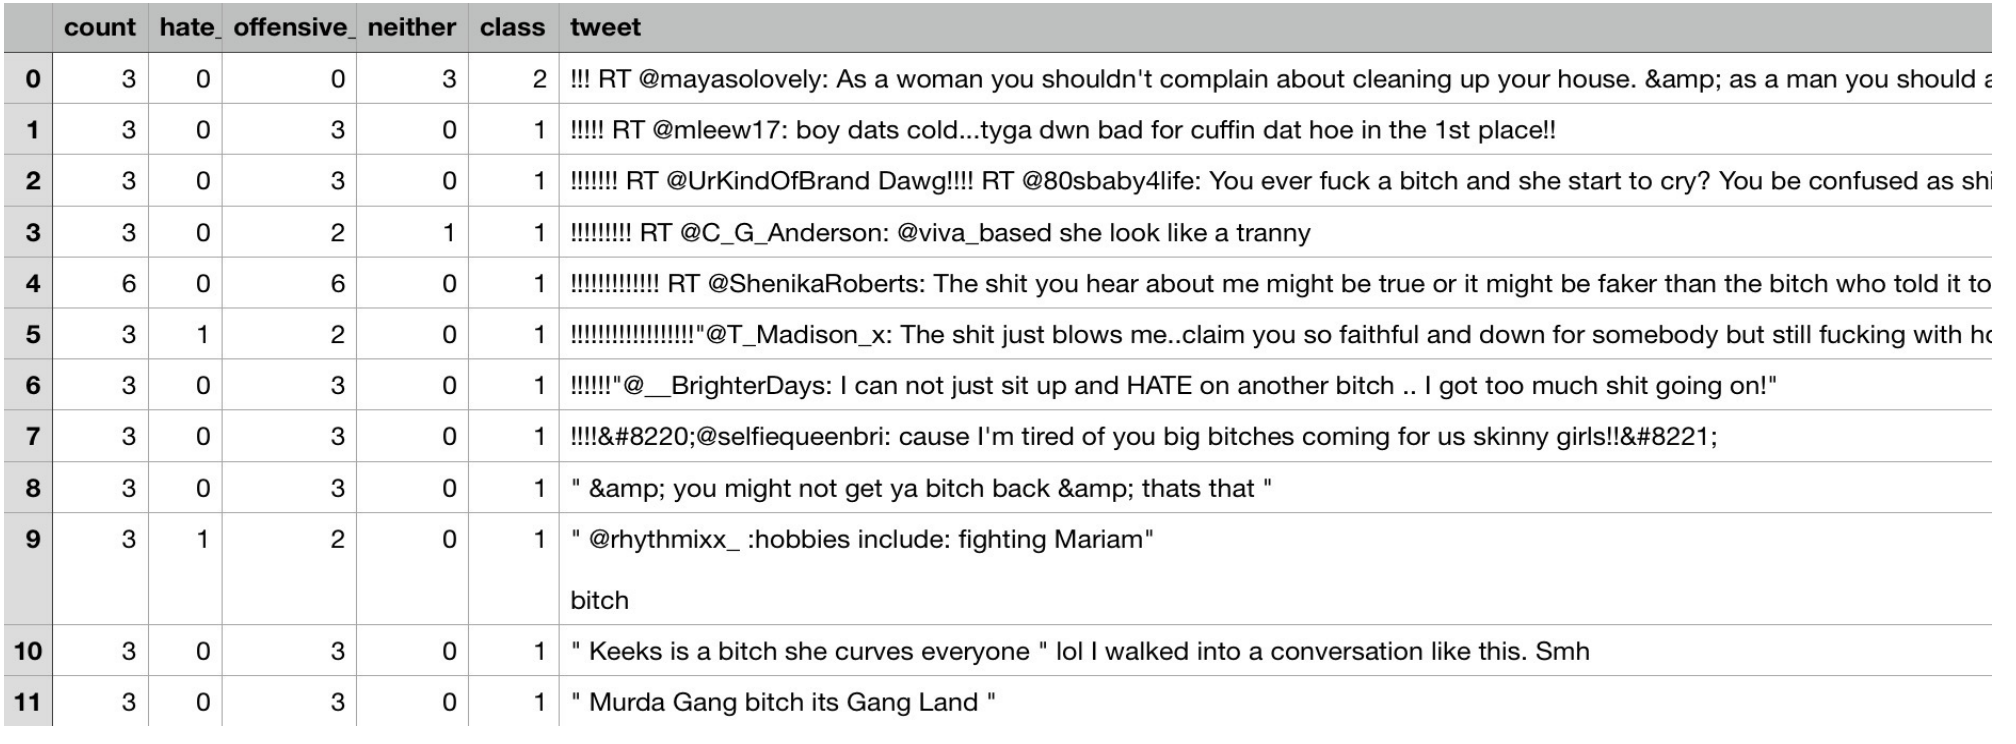 count hate_ offensive_ neither class tweet
0 3 0 0 3 2 !!! RT @mayasolovely: As a woman you shouldn't complain about cleaning up your house. &amp; as a man you should
1 3 0 3 0 1 !!!!! RT @mleew17: boy dats cold...tyga dwn bad for cuffin dat hoe in the 1st place!!
2 3 0 3 0 1 !!!!!!! RT @UrKindOfBrand Dawg!!!! RT @80sbaby4life: You ever fuck a bitch and she start to cry? You be confused as
3 3 0 2 1 1 !!!!!!!!! RT @C_G_Anderson: @viva_based she look like a tranny
4 6 0 6 0 1 !!!!!!!!!!!!! RT @ShenikaRoberts: The shit you hear about me might be true or it might be faker than the bitch who told it to
5 3 1 2 0 1 !!!!!!!!!!!!!!!!!!"@T_Madison_x: The shit just blows me..claim you so faithful and down for somebody but still fucking with
6 3 0 3 0 1 !!!!!!"@__BrighterDays: I can not just sit up and HATE on another bitch .. I got too much shit going on!"
7 3 0 3 0 1 !!!!&#8220;@selfiequeenbri: cause I'm tired of you big bitches coming for us skinny girls!!&#8221;
8 3 0 3 0 1 " &amp; you might not get ya bitch back &amp; thats that "
9 3 1 2 0 1 " @rhythmixx_ :hobbies include: fighting Mariam"
bitch
10 3 0 3 0 1 " Keeks is a bitch she curves everyone " lol I walked into a conversation like this. Smh
11 3 0 3 0 1 " Murda Gang bitch its Gang Land "